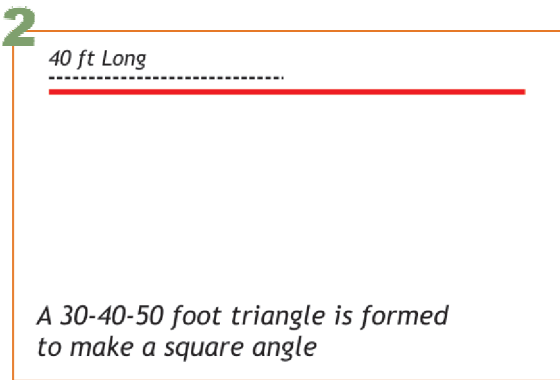 2
40 ft Long
A 30-40-50 foot triangle is formed
to make a square angle